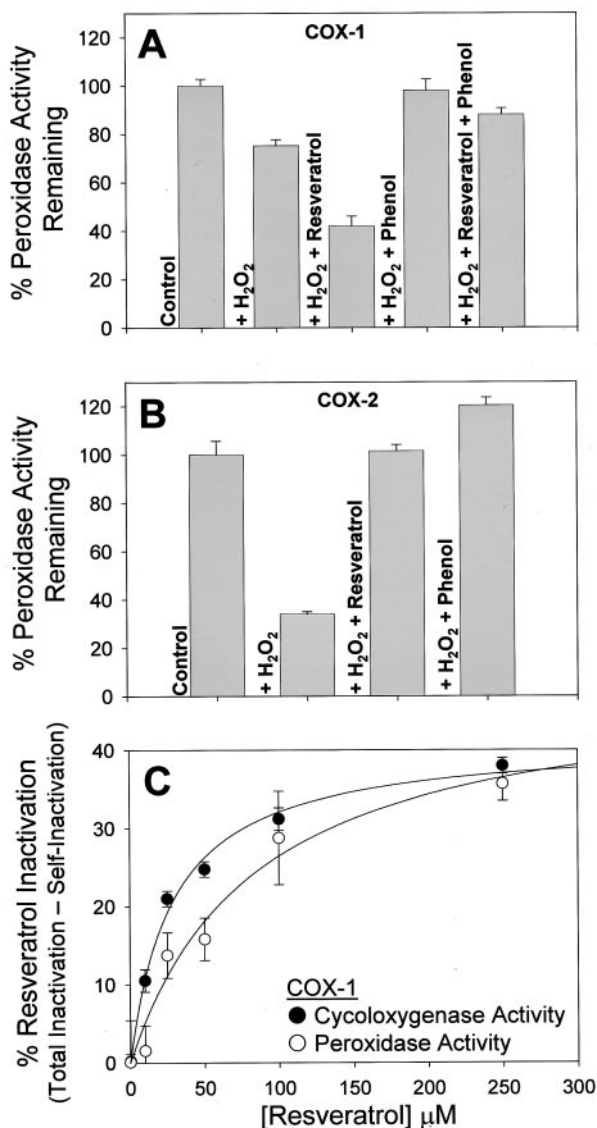 A
COX-1
% Peroxidase Activity
Remaining
120
100
80
60
40
20
0
Control
+ H₂O₂
+ H₂O₂ + Resveratrol
+ H₂O₂ + Phenol
+ H₂O₂ + Resveratrol + Phenol
B
COX-2
% Peroxidase Activity
Remaining
120
100
80
60
40
20
0
Control
+ H₂O₂
+ H₂O₂ + Resveratrol
+ H₂O₂ + Phenol
C
% Resveratrol Inactivation
(Total Inactivation – Self-Inactivation)
40
30
20
10
0
COX-1
Cycoloxygenase Activity
Peroxidase Activity
0 50 100 150 200 250 300
[Resveratrol] μM